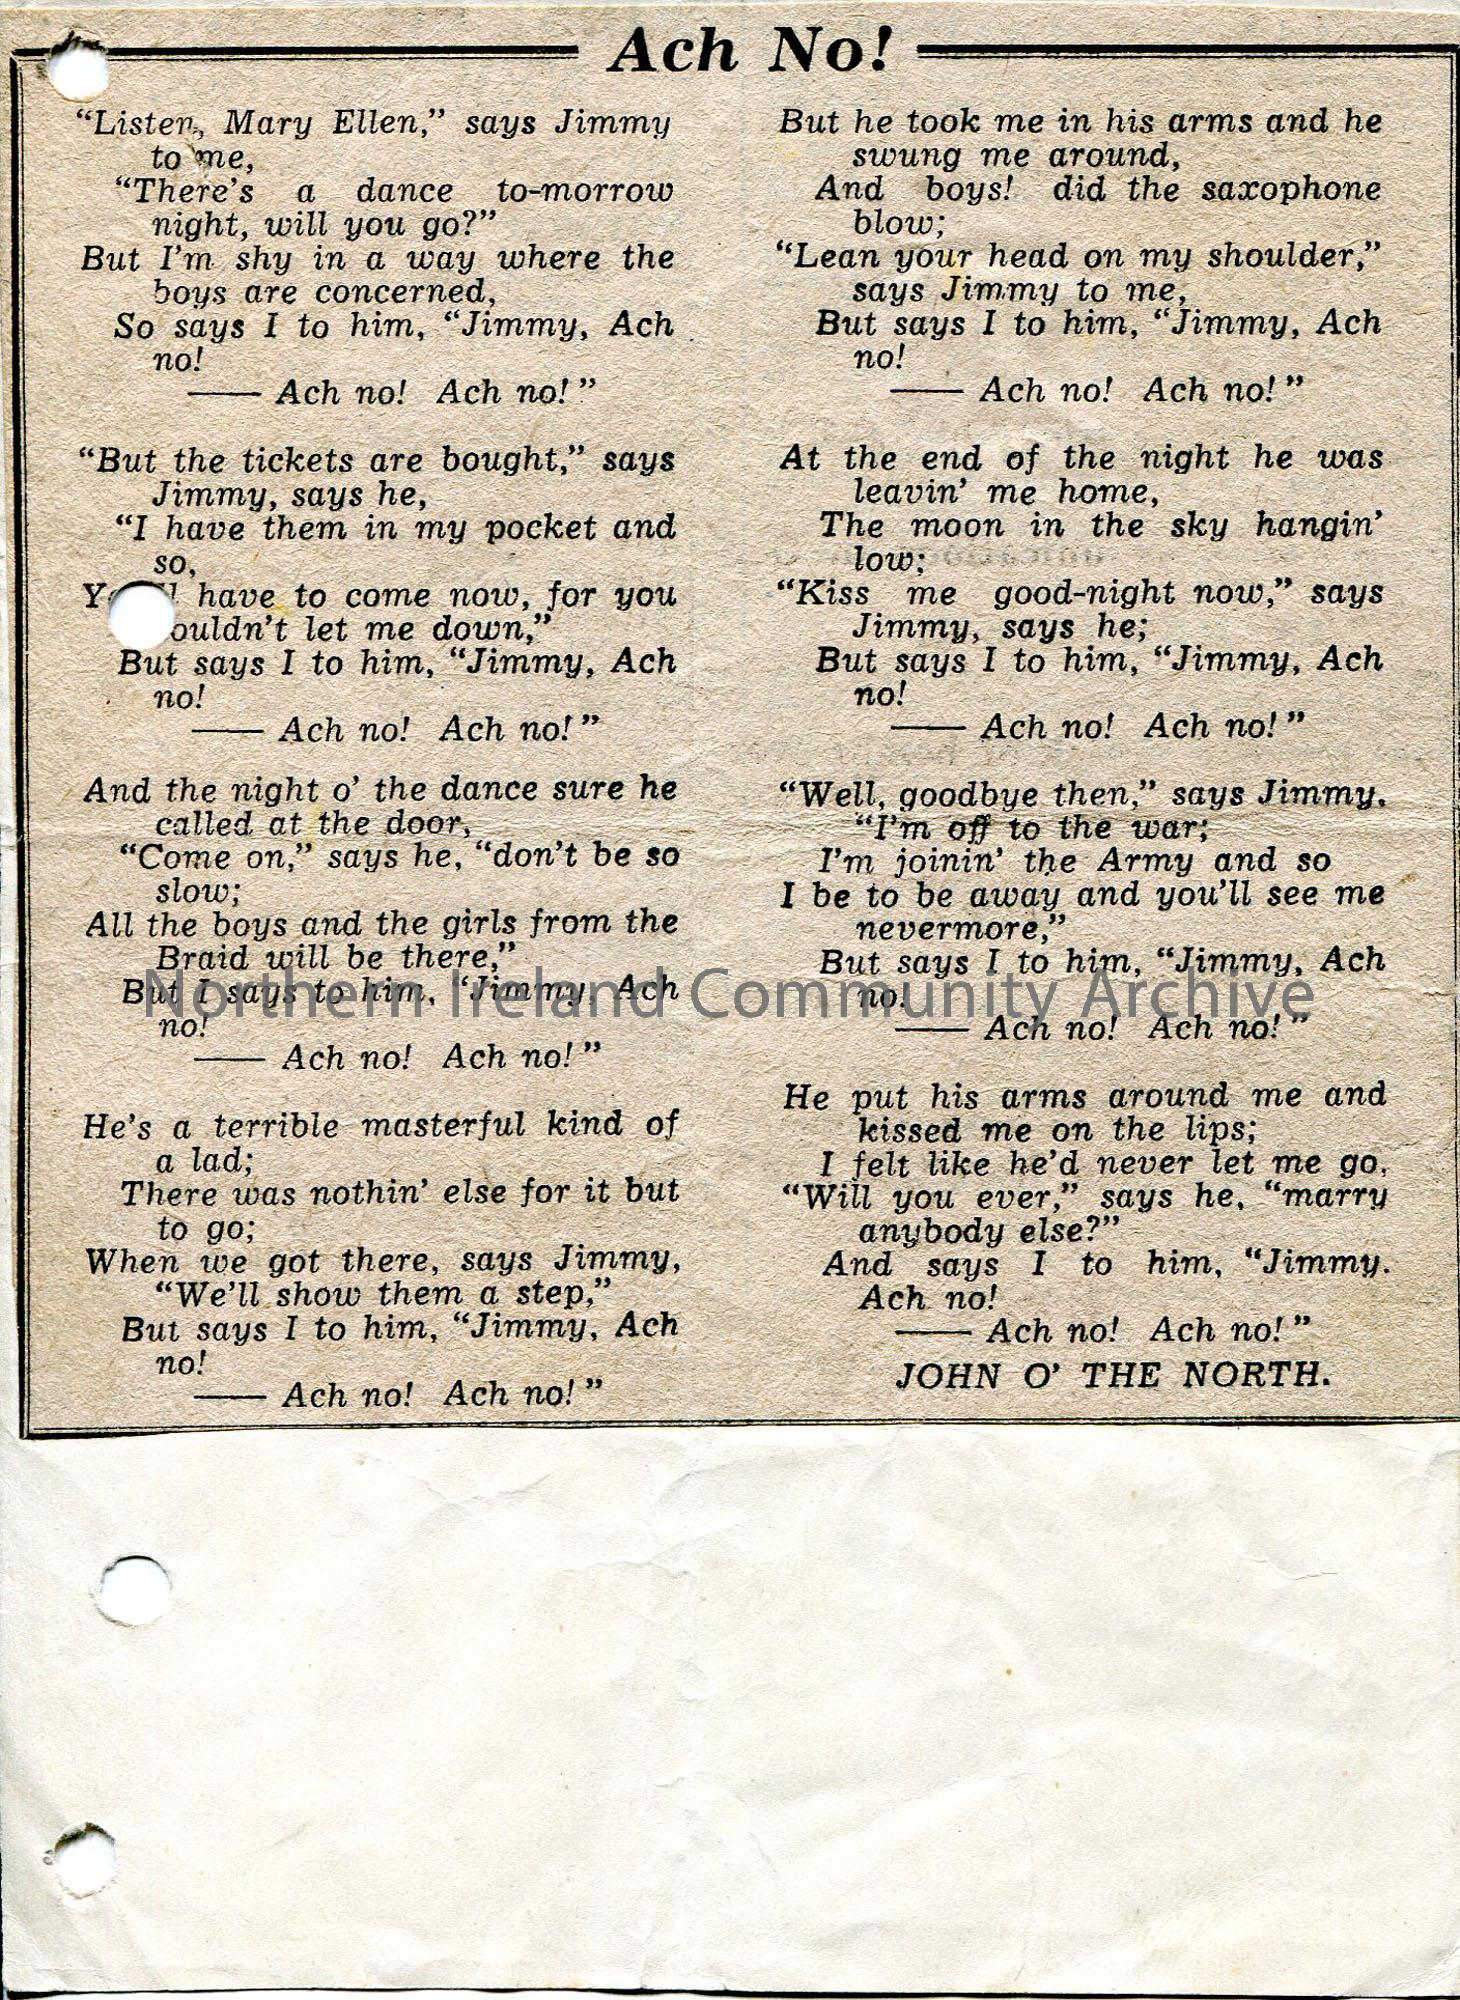 Ach No!
“Listen, Mary Ellen,” says Jimmy
to me,
“There's a dance to-morrow
night, will you go?”
But I'm shy in a way where the
boys are concerned,
So says I to him, “Jimmy, Ach
no!
—— Ach no! Ach no!”
“But the tickets are bought,” says
Jimmy, says he,
“I have them in my pocket and
so,
have to come now, for you
let me down,”
But says I to him, “Jimmy, Ach
no!
—— Ach no! Ach no!”
And the night o' the dance sure he
called at the door,
“Come on,” says he, “don't be so
slow;
All the boys and the girls from the
Braid will be there,”
But I says to him, “Jimmy, Ach
no!
—— Ach no! Ach no!”
He's a terrible masterful kind of
a lad;
There was nothin' else for it but
to go;
When we got there, says Jimmy,
“We'll show them a step,”
But says I to him, “Jimmy, Ach
no!
—— Ach no! Ach no!”
But he took me in his arms and he
swung me around,
And boys! did the saxophone
blow;
“Lean your head on my shoulder,”
says Jimmy to me,
But says I to him, “Jimmy, Ach
no!
—— Ach no! Ach no!”
At the end of the night he was
leavin' me home,
The moon in the sky hangin'
low;
“Kiss me good-night now,” says
Jimmy, says he;
But says I to him, “Jimmy, Ach
no!
—— Ach no! Ach no!”
“Well, goodbye then,” says Jimmy,
“I'm off to the war;
I'm joinin' the Army and so
I be to be away and you'll see me
nevermore,”
But says I to him, “Jimmy, Ach
no!
—— Ach no! Ach no!”
He put his arms around me and
kissed me on the lips;
I felt like he'd never let me go,
“Will you ever,” says he, “marry
anybody else?”
And says I to him, “Jimmy.
Ach no!
—— Ach no! Ach no!”
JOHN O' THE NORTH.
Northern Ireland Community Archive